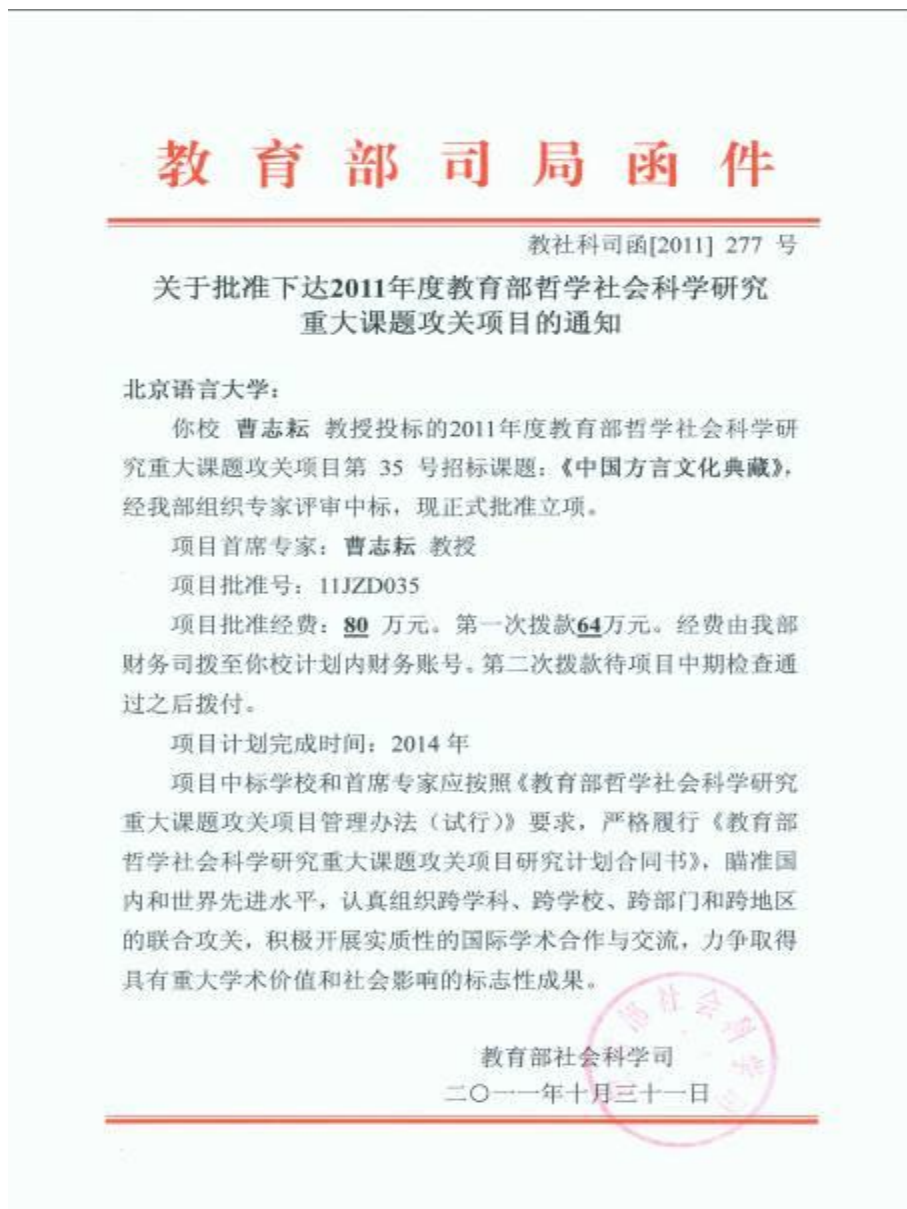 教育部司局函件
教社科司函[2011] 277 号
关于批准下达2011年度教育部哲学社会科学研究
重大课题攻关项目的通知
北京语言大学：
你校 曹志耘 教授投标的2011年度教育部哲学社会科学研
究重大课题攻关项目第 35 号招标课题：《中国方言文化典藏》，
经我部组织专家评审中标，现正式批准立项。
项目首席专家：曹志耘 教授
项目批准号：11JZD035
项目批准经费：80 万元。第一次拨款64万元。经费由我部
财务司拨至你校计划内财务账号。第二次拨款待项目中期检查通
过之后拨付。
项目计划完成时间：2014 年
项目中标学校和首席专家应按照《教育部哲学社会科学研究
重大课题攻关项目管理办法（试行）》要求，严格履行《教育部
哲学社会科学研究重大课题攻关项目研究计划合同书》，瞄准国
内和世界先进水平，认真组织跨学科、跨学校、跨部门和跨地区
的联合攻关，积极开展实质性的国际学术合作与交流，力争取得
具有重大学术价值和社会影响的标志性成果。
部社会科学司
教育部社会科学司
二〇一一年十月三十一日